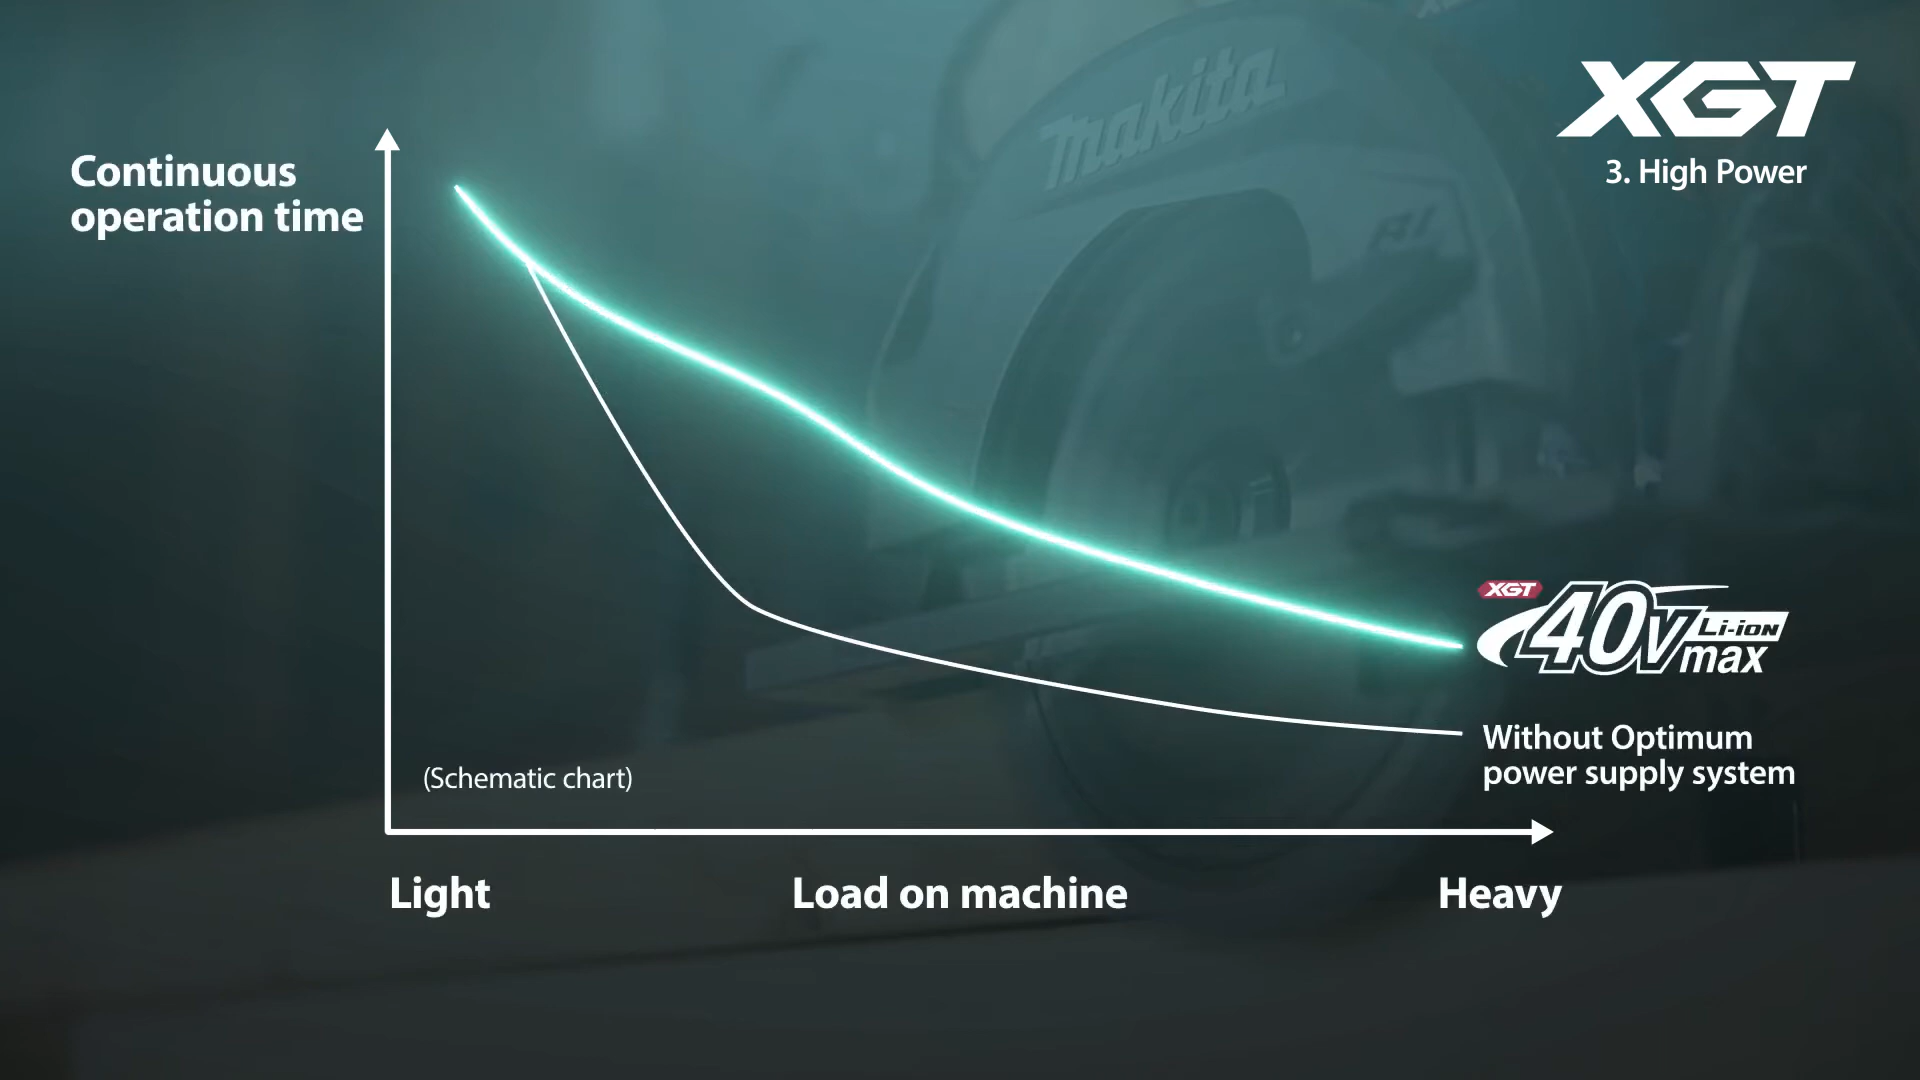 makita
XGT
3. High Power
Continuous
operation time
XGT
40V Li-ion
max
Without Optimum
power supply system
(Schematic chart)
Light
Load on machine
Heavy